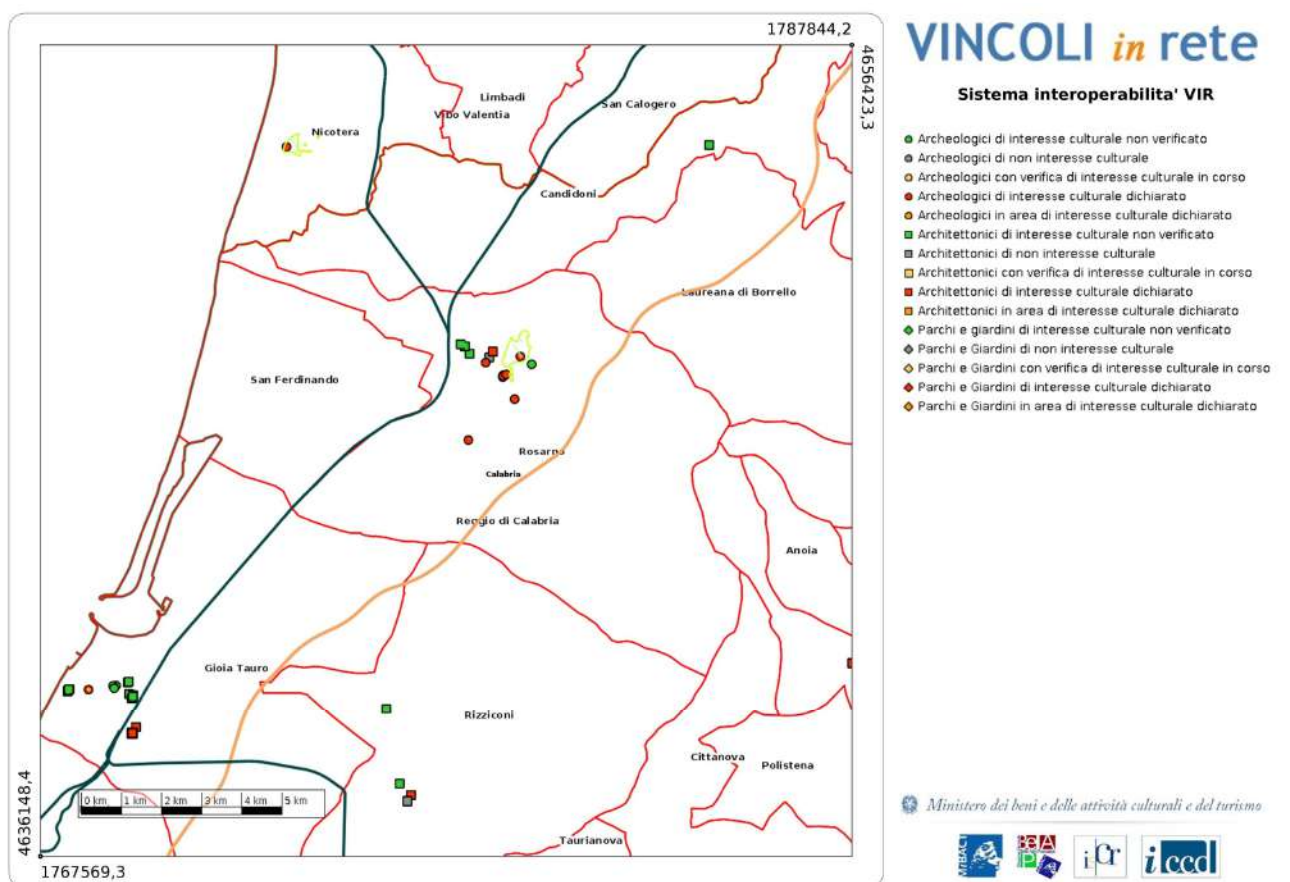 1787844,2
4656423,3
Limbadi
San Calogero
Vibo Valentia
Nicotera
Candidoni
Laureana di Borrello
San Ferdinando
Rosarno
Calabria
Reggio di Calabria
Anoia
Gioia Tauro
Rizziconi
Cittanova
Polistena
Taurianova
0 km 1 km 2 km 3 km 4 km 5 km
4636148,4
1767569,3
VINCOLI in rete
Sistema interoperabilita' VIR
Archeologici di interesse culturale non verificato
Archeologici di non interesse culturale
Archeologici con verifica di interesse culturale in corso
Archeologici di interesse culturale dichiarato
Archeologici in area di interesse culturale dichiarato
Architettonici di interesse culturale non verificato
Architettonici di non interesse culturale
Architettonici con verifica di interesse culturale in corso
Architettonici di interesse culturale dichiarato
Architettonici in area di interesse culturale dichiarato
Parchi e giardini di interesse culturale non verificato
Parchi e Giardini di non interesse culturale
Parchi e Giardini con verifica di interesse culturale in corso
Parchi e Giardini di interesse culturale dichiarato
Parchi e Giardini in area di interesse culturale dichiarato
Ministero dei beni e delle attività culturali e del turismo
MiBACT
iccd